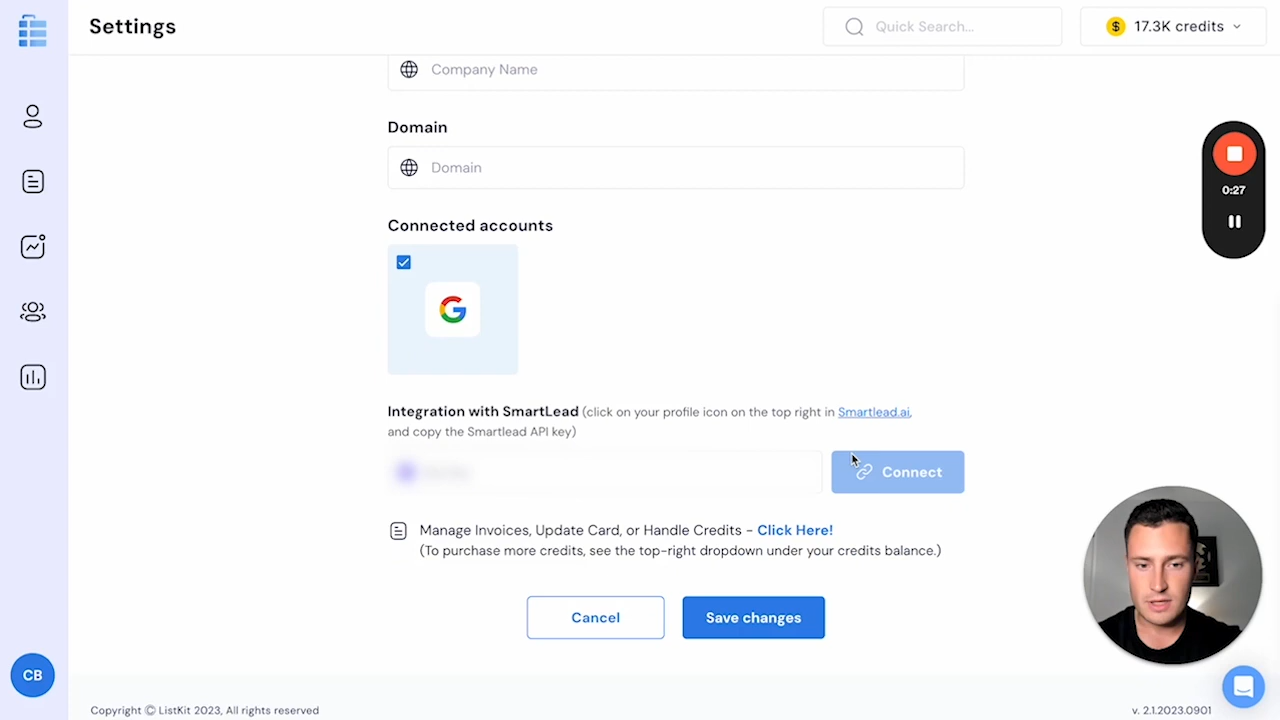 Settings
Quick Search...
$ 17.3K credits
Company Name
Domain
Domain
0:27
Connected accounts
Integration with SmartLead (click on your profile icon on the top right in Smartlead.ai,
and copy the Smartlead API key)
Connect
Manage Invoices, Update Card, or Handle Credits - Click Here!
(To purchase more credits, see the top-right dropdown under your credits balance.)
Cancel
Save changes
CB
Copyright © ListKit 2023, All rights reserved
v. 2.1.2023.0901